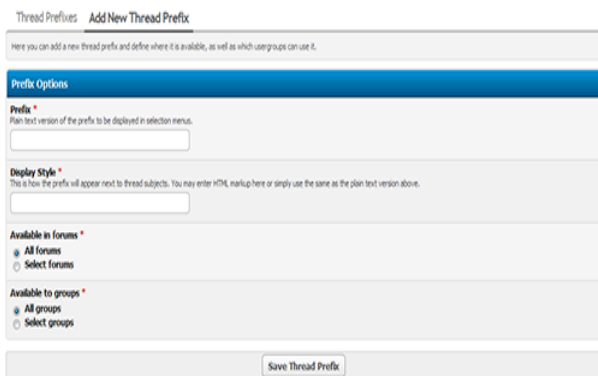 Thread Prefixes Add New Thread Prefix
Here you can add a new thread prefix and define where it is available, as well as which usergroups can use it.
Prefix Options
Prefix *
Plain text version of the prefix to be displayed in selection menus.
Display Style *
This is how the prefix will appear next to thread subjects. You may enter HTML markup here or simply use the same as the plain text version above.
Available in forums *
All forums
Select forums
Available to groups *
All groups
Select groups
Save Thread Prefix